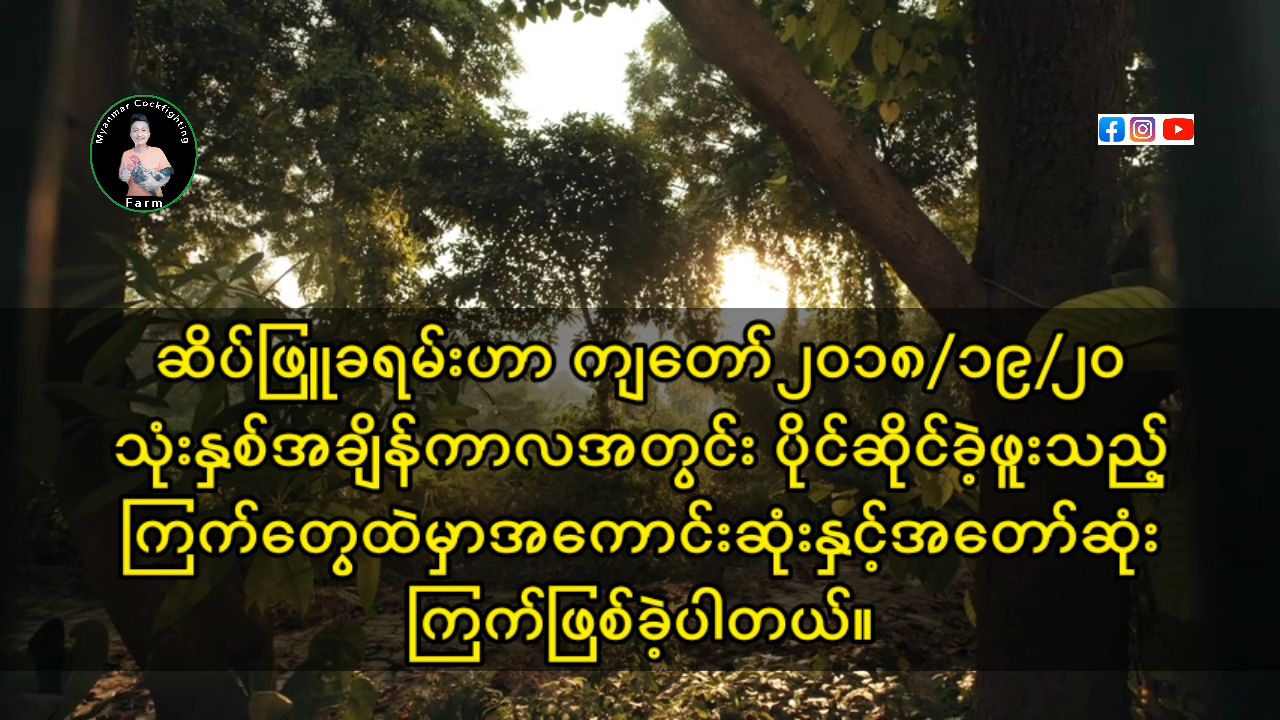 Myanmar Cockfighting
Farm
ဆိပ်ဖြူခရမ်းဟာ ကျတော်၂၀၁၈/၁၉/၂၀
သုံးနှစ်အချိန်ကာလအတွင်း ပိုင်ဆိုင်ခဲ့ဖူးသည့်
ကြက်တွေထဲမှာအကောင်းဆုံးနှင့်အတော်ဆုံး
ကြက်ဖြစ်ခဲ့ပါတယ်။